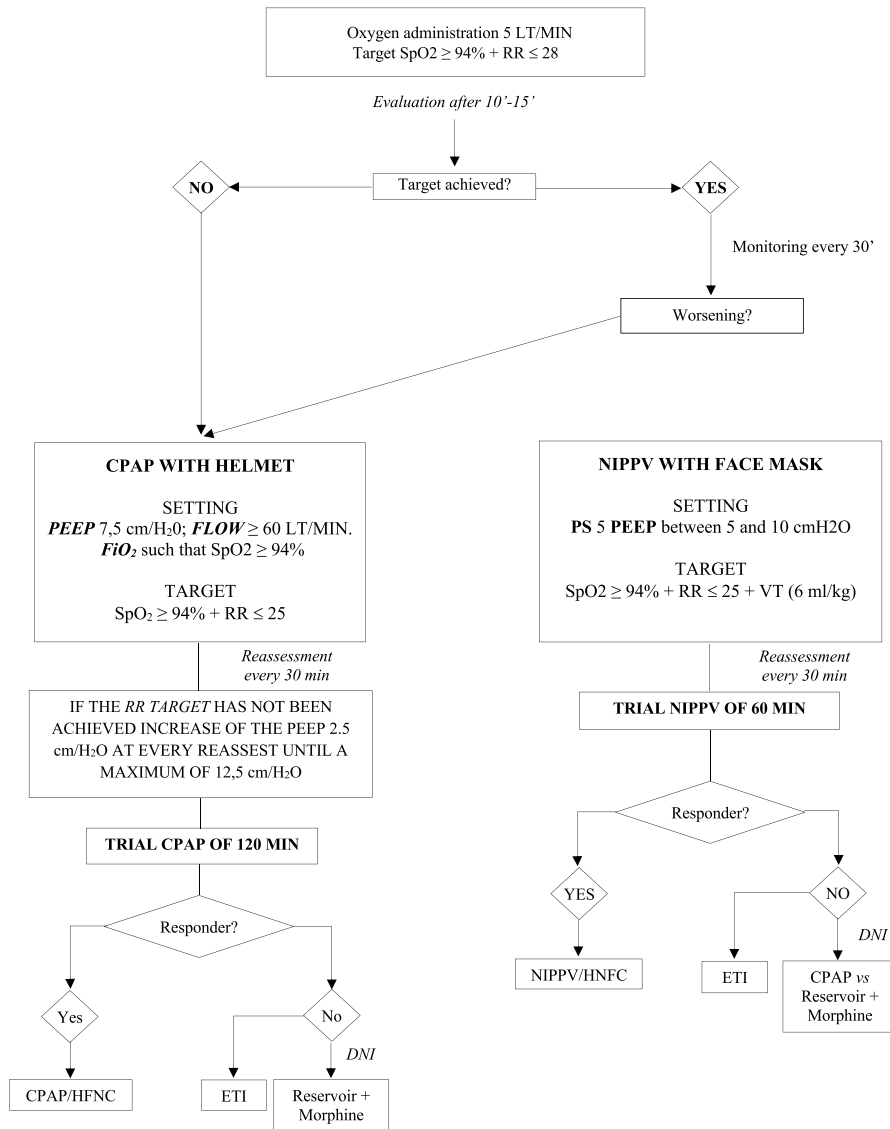 Oxygen administration 5 LT/MIN
Target SpO2 ≥ 94% + RR ≤ 28
Evaluation after 10’-15’
NO
Target achieved?
YES
Monitoring every 30’
Worsening?
CPAP WITH HELMET
SETTING
PEEP 7,5 cm/H₂0; FLOW ≥ 60 LT/MIN.
FiO₂ such that SpO2 ≥ 94%
TARGET
SpO₂ ≥ 94% + RR ≤ 25
Reassessment
every 30 min
IF THE RR TARGET HAS NOT BEEN
ACHIEVED INCREASE OF THE PEEP 2.5
cm/H₂O AT EVERY REASSEST UNTIL A
MAXIMUM OF 12,5 cm/H₂O
TRIAL CPAP OF 120 MIN
Responder?
Yes
No
DNI
CPAP/HFNC
ETI
Reservoir +
Morphine
NIPPV WITH FACE MASK
SETTING
PS 5 PEEP between 5 and 10 cmH2O
TARGET
SpO2 ≥ 94% + RR ≤ 25 + VT (6 ml/kg)
Reassessment
every 30 min
TRIAL NIPPV OF 60 MIN
Responder?
YES
NO
DNI
NIPPV/HNFC
ETI
CPAP vs
Reservoir +
Morphine